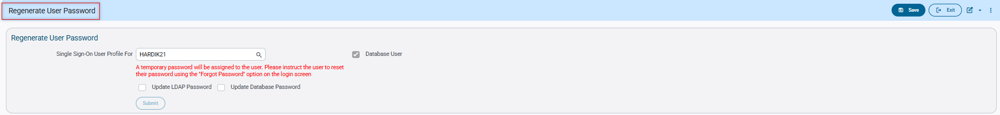 Regenerate User Password
Save
Exit
Regenerate User Password
Single Sign-On User Profile For
HARDIK21
Database User
A temporary password will be assigned to the user. Please instruct the user to reset
their password using the "Forgot Password" option on the login screen
Update LDAP Password
Update Database Password
Submit